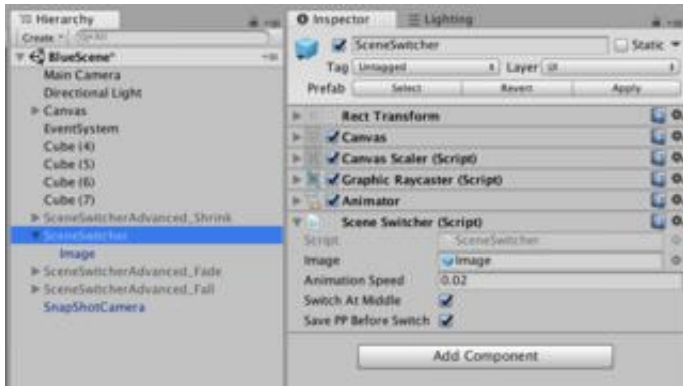 Hierarchy
Create
BlueScene*
Main Camera
Directional Light
Canvas
EventSystem
Cube (4)
Cube (5)
Cube (6)
Cube (7)
SceneSwitcherAdvanced_Shrink
SceneSwitcher
Image
SceneSwitcherAdvanced_Fade
SceneSwitcherAdvanced_Fall
SnapShotCamera
Inspector
Lighting
SceneSwitcher
Static
Tag Untagged Layer UI
Prefab Select Revert Apply
Rect Transform
Canvas
Canvas Scaler (Script)
Graphic Raycaster (Script)
Animator
Scene Switcher (Script)
Script SceneSwitcher
Image Image
Animation Speed 0.02
Switch At Middle
Save PP Before Switch
Add Component